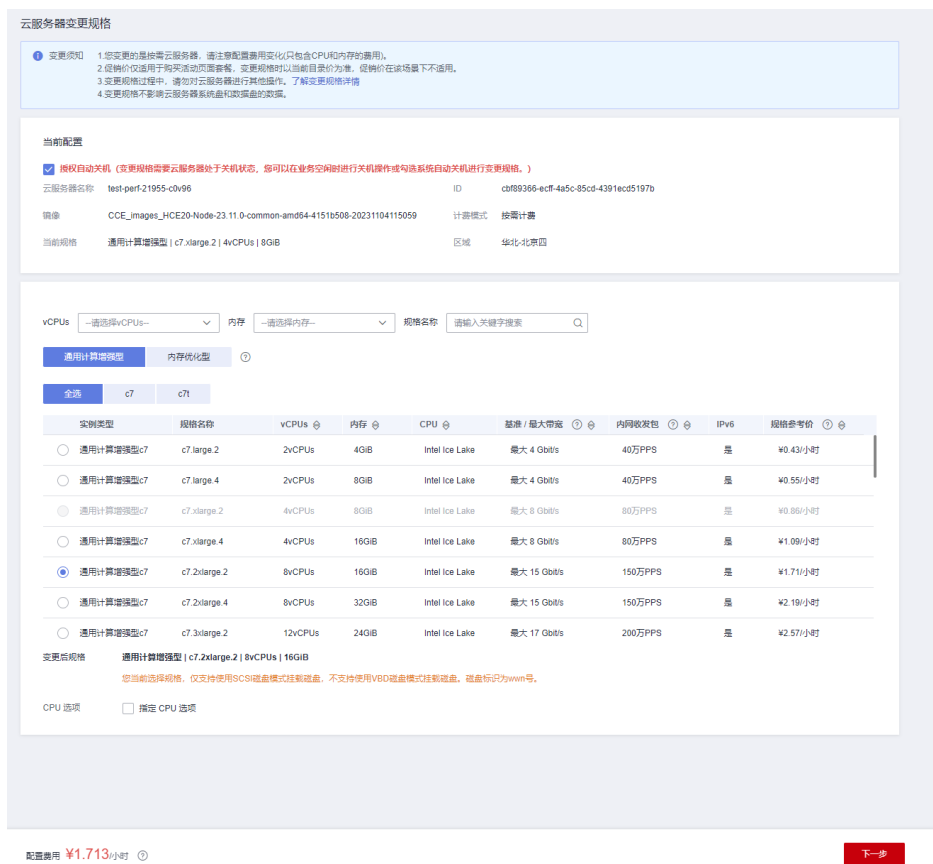 云服务器变更规格
变更须知 1.您变更的是按需云服务器，请注意配置费用变化(只包含CPU和内存的费用)。
2.促销价仅适用于购买活动页面套餐，变更规格时以当前目录价为准，促销价在该场景下不适用。
3.变更规格过程中，请勿对云服务器进行其他操作。了解变更规格详情
4.变更规格不影响云服务器系统盘和数据盘的数据。
当前配置
授权自动关机（变更规格需要云服务器处于关机状态，您可以在业务空闲时进行关机操作或勾选系统自动关机进行变更规格。）
云服务器名称 test-perf-21955-c0v96 ID cbf89366-ecff-4a5c-85cd-4391ecd5197b
镜像 CCE_images_HCE20-Node-23.11.0-common-amd64-4151b508-20231104115059 计费模式 按需计费
当前规格 通用计算增强型 | c7.xlarge.2 | 4vCPUs | 8GiB 区域 华北-北京四
vCPUs --请选择vCPUs-- 内存 --请选择内存-- 规格名称 请输入关键字搜索
通用计算增强型 内存优化型
全选 c7 c7t
实例类型 规格名称 vCPUs 内存 CPU 基准 / 最大带宽 内网收发包 IPv6 规格参考价
通用计算增强型c7 c7.large.2 2vCPUs 4GiB Intel Ice Lake 最大 4 Gbit/s 40万PPS 是 ¥0.43/小时
通用计算增强型c7 c7.large.4 2vCPUs 8GiB Intel Ice Lake 最大 4 Gbit/s 40万PPS 是 ¥0.55/小时
通用计算增强型c7 c7.xlarge.2 4vCPUs 8GiB Intel Ice Lake 最大 8 Gbit/s 80万PPS 是 ¥0.86/小时
通用计算增强型c7 c7.xlarge.4 4vCPUs 16GiB Intel Ice Lake 最大 8 Gbit/s 80万PPS 是 ¥1.09/小时
通用计算增强型c7 c7.2xlarge.2 8vCPUs 16GiB Intel Ice Lake 最大 15 Gbit/s 150万PPS 是 ¥1.71/小时
通用计算增强型c7 c7.2xlarge.4 8vCPUs 32GiB Intel Ice Lake 最大 15 Gbit/s 150万PPS 是 ¥2.19/小时
通用计算增强型c7 c7.3xlarge.2 12vCPUs 24GiB Intel Ice Lake 最大 17 Gbit/s 200万PPS 是 ¥2.57/小时
变更后规格 通用计算增强型 | c7.2xlarge.2 | 8vCPUs | 16GiB
您当前选择规格，仅支持使用SCSI磁盘模式挂载磁盘，不支持使用VBD磁盘模式挂载磁盘。磁盘标识为wwn号。
CPU 选项 指定 CPU 选项
配置费用 ¥1.713/小时 下一步